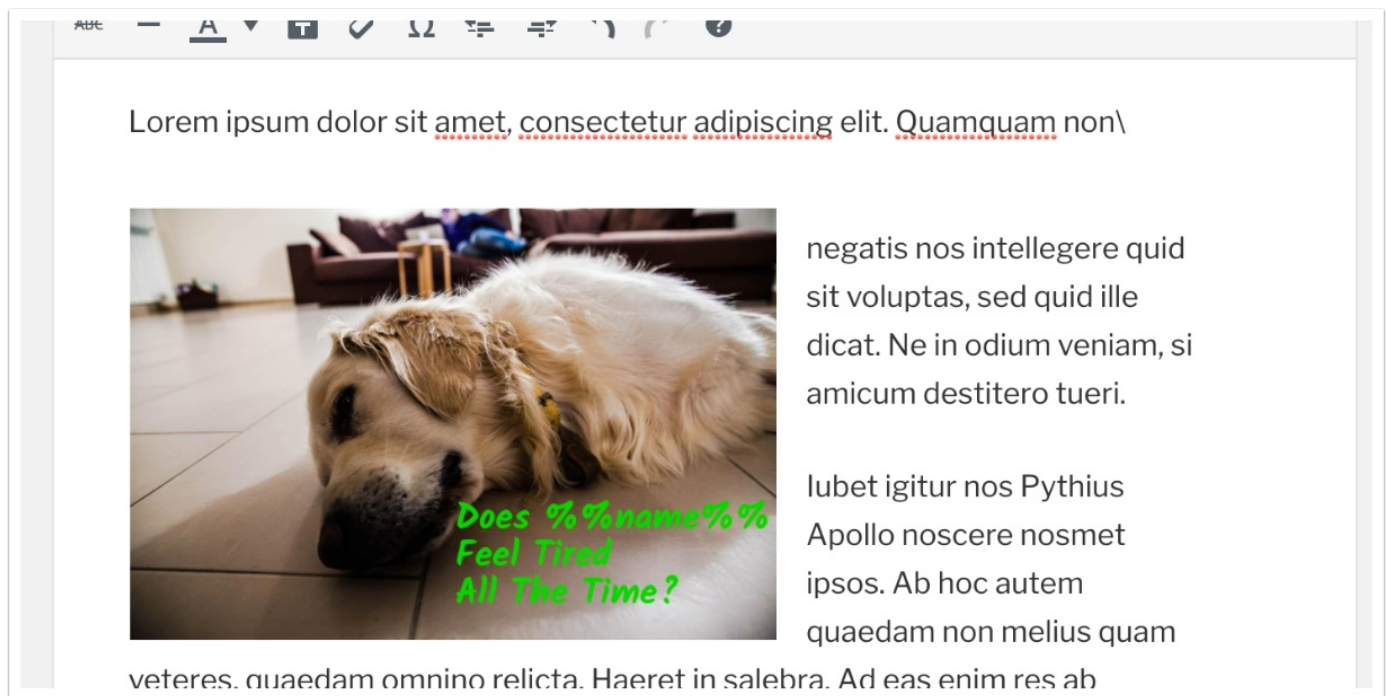 ABC A T Ω ?
Lorem ipsum dolor sit amet, consectetur adipiscing elit. Quamquam non\
negatis nos intellegere quid
sit voluptas, sed quid ille
dicat. Ne in odium veniam, si
amicum destitero tueri.
Iubet igitur nos Pythius
Apollo noscere nosmet
ipsos. Ab hoc autem
quaedam non melius quam
Does %%name%%
Feel Tired
All The Time?
veteres, quaedam omnino relicta. Haeret in salebra. Ad eas enim res ab